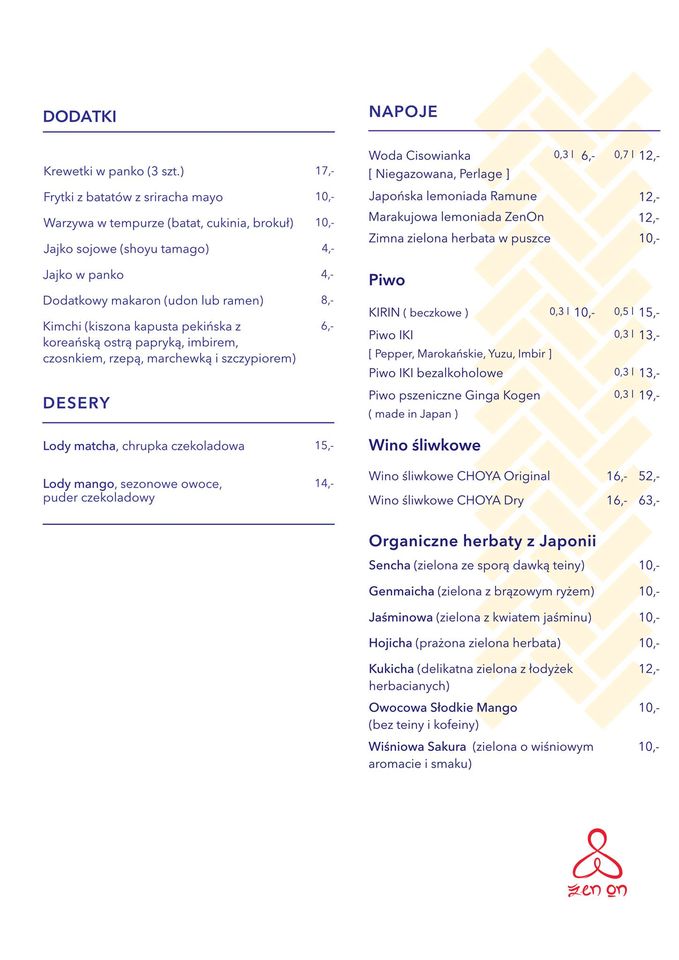 DODATKI
Krewetki w panko (3 szt.) 17,-
Frytki z batatów z sriracha mayo 10,-
Warzywa w tempurze (batat, cukinia, brokuł) 10,-
Jajko sojowe (shoyu tamago) 4,-
Jajko w panko 4,-
Dodatkowy makaron (udon lub ramen) 8,-
Kimchi (kiszona kapusta pekińska z 6,-
koreańską ostrą papryką, imbirem,
czosnkiem, rzepą, marchewką i szczypiorem)
DESERY
Lody matcha, chrupka czekoladowa 15,-
Lody mango, sezonowe owoce, 14,-
puder czekoladowy
NAPOJE
Woda Cisowianka 0,3 l 6,- 0,7 l 12,-
[ Niegazowana, Perlage ]
Japońska lemoniada Ramune 12,-
Marakujowa lemoniada ZenOn 12,-
Zimna zielona herbata w puszce 10,-
Piwo
KIRIN ( beczkowe ) 0,3 l 10,- 0,5 l 15,-
Piwo IKI 0,3 l 13,-
[ Pepper, Marokańskie, Yuzu, Imbir ]
Piwo IKI bezalkoholowe 0,3 l 13,-
Piwo pszeniczne Ginga Kogen 0,3 l 19,-
( made in Japan )
Wino śliwkowe
Wino śliwkowe CHOYA Original 16,- 52,-
Wino śliwkowe CHOYA Dry 16,- 63,-
Organiczne herbaty z Japonii
Sencha (zielona ze sporą dawką teiny) 10,-
Genmaicha (zielona z brązowym ryżem) 10,-
Jaśminowa (zielona z kwiatem jaśminu) 10,-
Hojicha (prażona zielona herbata) 10,-
Kukicha (delikatna zielona z łodyżek 12,-
herbacianych)
Owocowa Słodkie Mango 10,-
(bez teiny i kofeiny)
Wiśniowa Sakura (zielona o wiśniowym 10,-
aromacie i smaku)
zen on